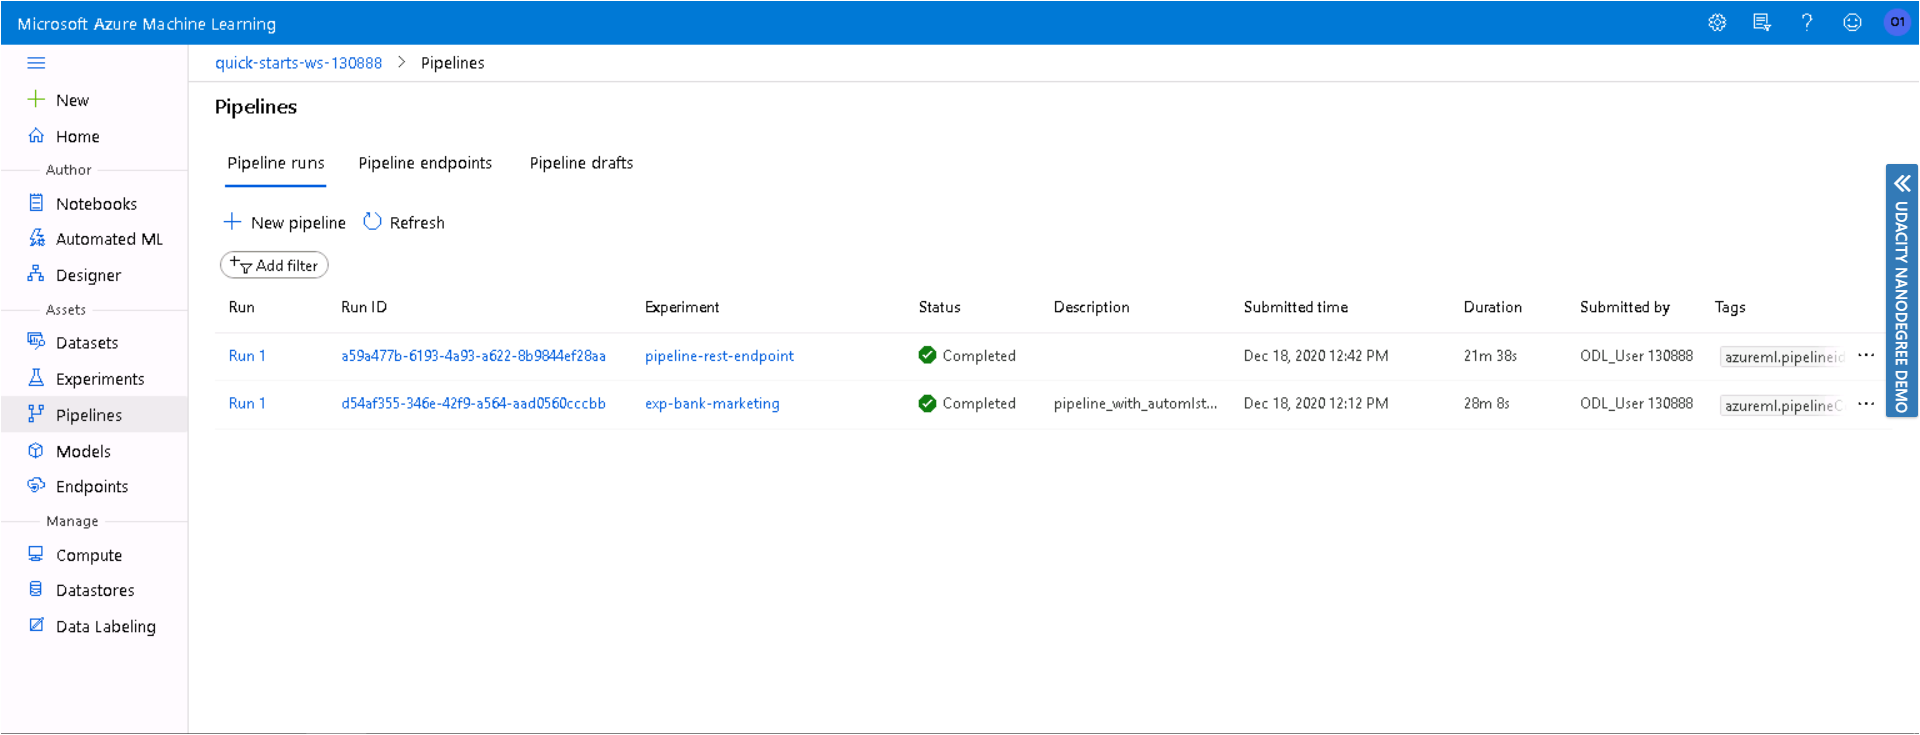 Microsoft Azure Machine Learning
O1
quick-starts-ws-130888 > Pipelines
New
Home
Author
Notebooks
Automated ML
Designer
Assets
Datasets
Experiments
Pipelines
Models
Endpoints
Manage
Compute
Datastores
Data Labeling
Pipelines
Pipeline runs Pipeline endpoints Pipeline drafts
New pipeline Refresh
Add filter
Run Run ID Experiment Status Description Submitted time Duration Submitted by Tags
Run 1 a59a477b-6193-4a93-a622-8b9844ef28aa pipeline-rest-endpoint Completed Dec 18, 2020 12:42 PM 21m 38s ODL_User 130888 azureml.pipelineid ...
Run 1 d54af355-346e-42f9-a564-aad0560cccbb exp-bank-marketing Completed pipeline_with_automlst... Dec 18, 2020 12:12 PM 28m 8s ODL_User 130888 azureml.pipelineC ...
UDACITY NANODEGREE DEMO